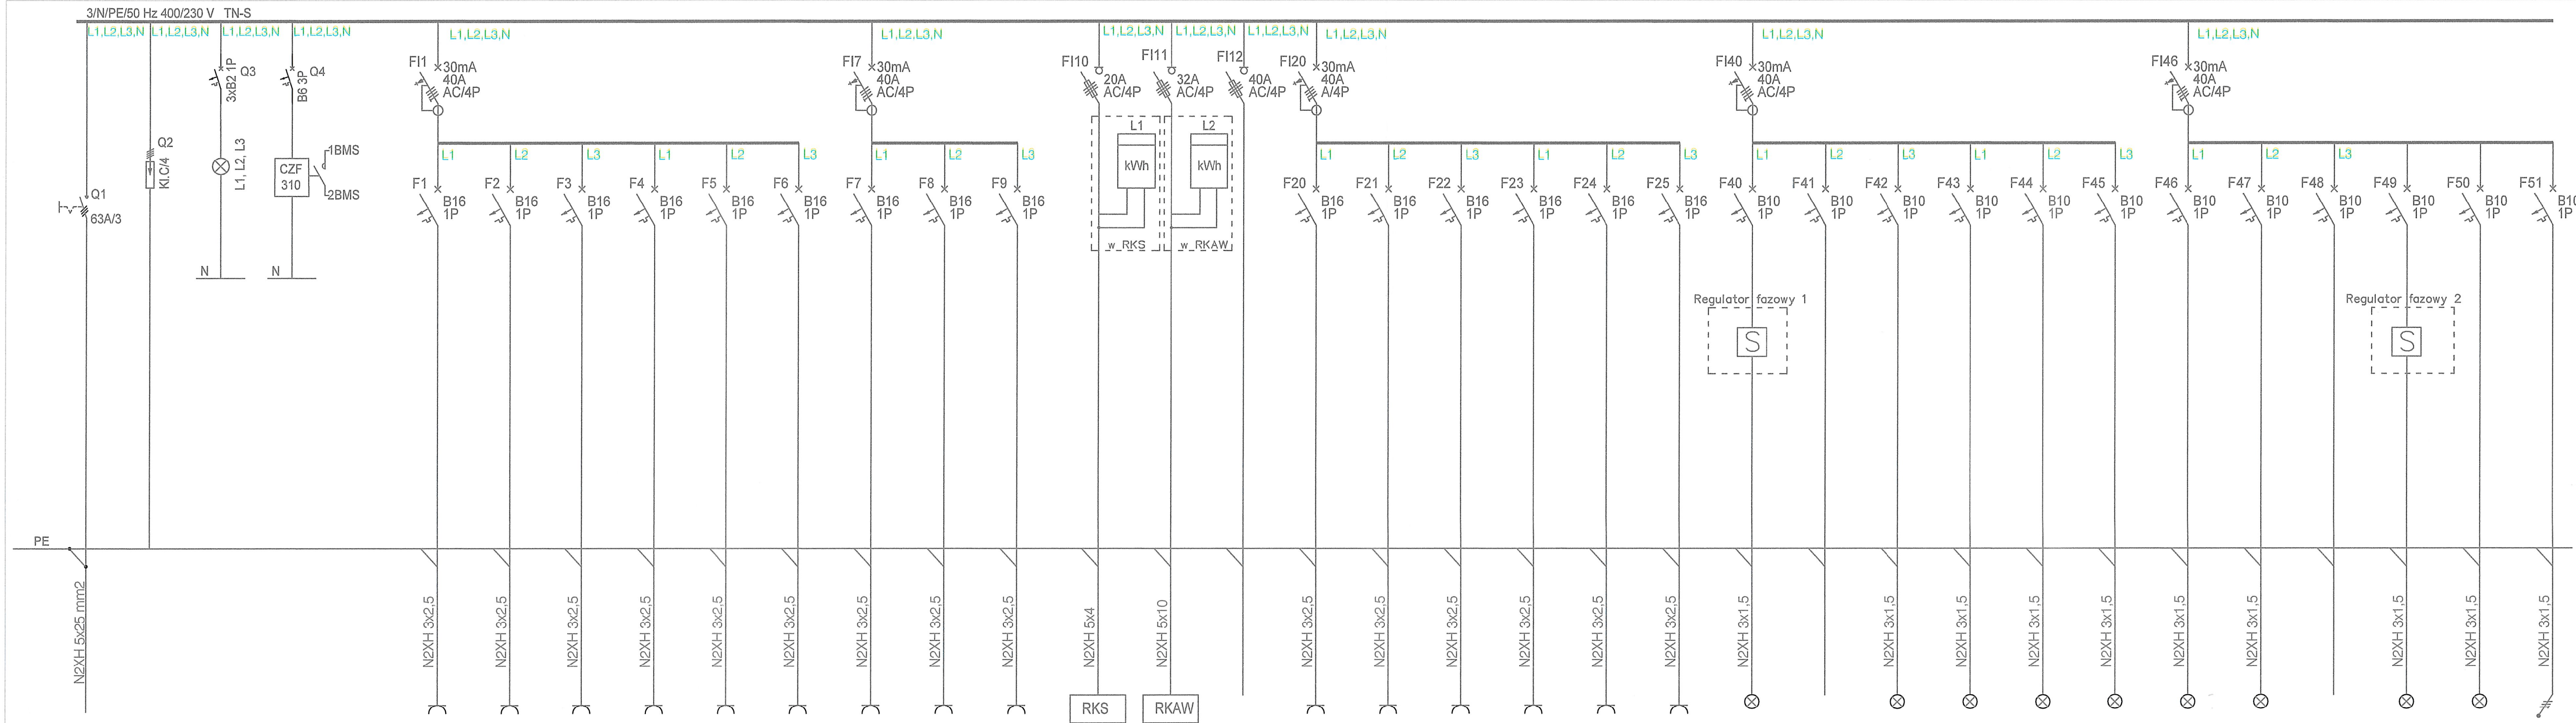 3/N/PE/50 Hz 400/230 V TN-S
L1,L2,L3,N L1,L2,L3,N L1,L2,L3,N L1,L2,L3,N L1,L2,L3,N L1,L2,L3,N L1,L2,L3,N L1,L2,L3,N L1,L2,L3,N L1,L2,L3,N L1,L2,L3,N L1,L2,L3,N
Q1
63A/3
Q2
Kl.C/4
Q3
3xB2 1P
L1, L2, L3
N
Q4
B6 3P
CZF
310
1BMS
2BMS
N
FI1
30mA
40A
AC/4P
FI7
30mA
40A
AC/4P
FI10
20A
AC/4P
FI11
32A
AC/4P
FI12
40A
AC/4P
FI20
30mA
40A
A/4P
FI40
30mA
40A
AC/4P
FI46
30mA
40A
AC/4P
L1
kWh
w RKS
L2
kWh
w RKAW
L1 L2 L3 L1 L2 L3 L1 L2 L3 L1 L2 L3 L1 L2 L3 L1 L2 L3 L1 L2 L3 L1 L2 L3
F1
B16
1P
F2
B16
1P
F3
B16
1P
F4
B16
1P
F5
B16
1P
F6
B16
1P
F7
B16
1P
F8
B16
1P
F9
B16
1P
F20
B16
1P
F21
B16
1P
F22
B16
1P
F23
B16
1P
F24
B16
1P
F25
B16
1P
F40
B10
1P
F41
B10
1P
F42
B10
1P
F43
B10
1P
F44
B10
1P
F45
B10
1P
F46
B10
1P
F47
B10
1P
F48
B10
1P
F49
B10
1P
F50
B10
1P
F51
B10
1P
Regulator fazowy 1
S
Regulator fazowy 2
S
PE
N2XH 5x25 mm2
N2XH 3x2,5
N2XH 3x2,5
N2XH 3x2,5
N2XH 3x2,5
N2XH 3x2,5
N2XH 3x2,5
N2XH 3x2,5
N2XH 3x2,5
N2XH 3x2,5
N2XH 5x4
N2XH 5x10
N2XH 3x2,5
N2XH 3x2,5
N2XH 3x2,5
N2XH 3x2,5
N2XH 3x2,5
N2XH 3x2,5
N2XH 3x1,5
N2XH 3x1,5
N2XH 3x1,5
N2XH 3x1,5
N2XH 3x1,5
N2XH 3x1,5
N2XH 3x1,5
N2XH 3x1,5
N2XH 3x1,5
N2XH 3x1,5
RKS
RKAW